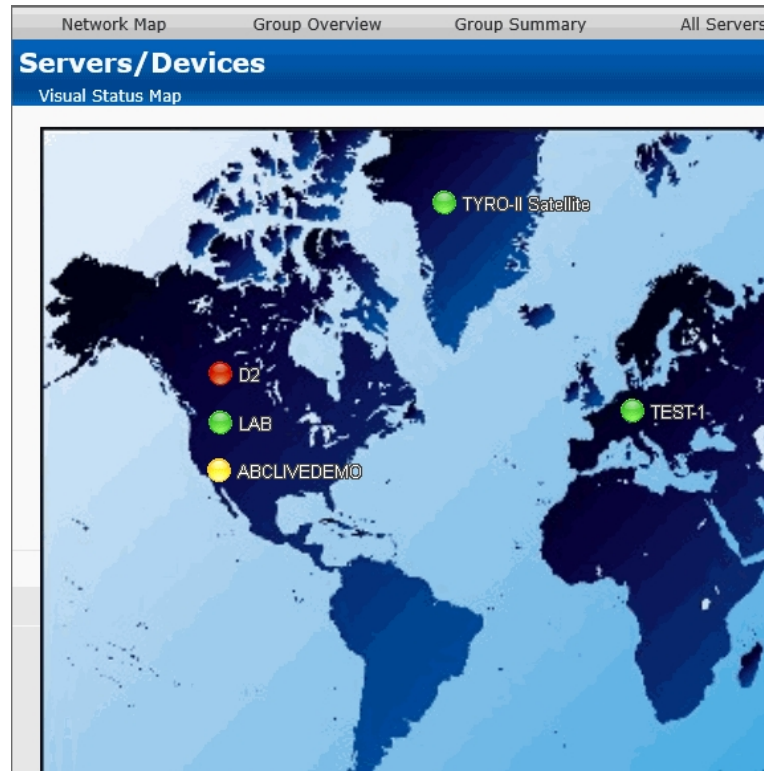 Network Map Group Overview Group Summary All Servers
Servers/Devices
Visual Status Map
TYRO-II Satellite
D2
TEST-1
LAB
ABCLIVEDEMO